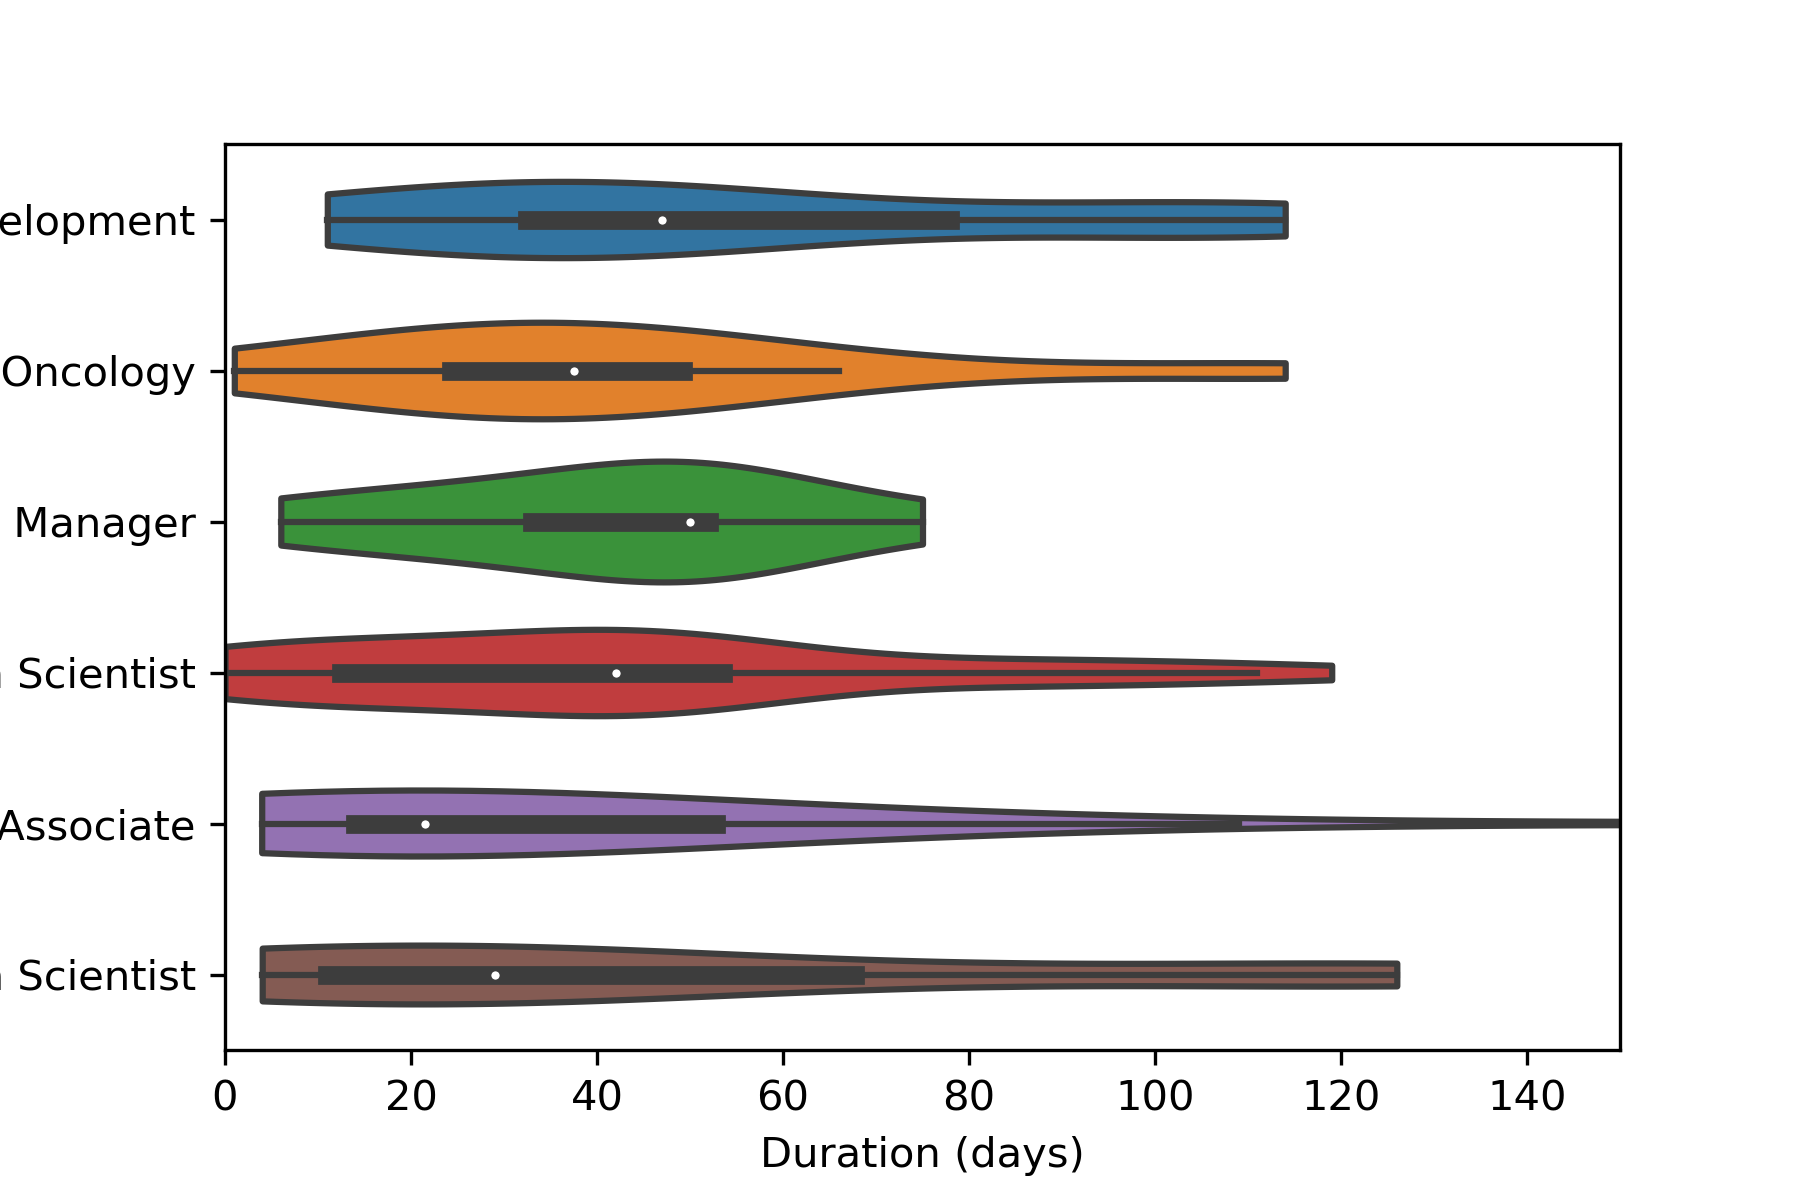 elopment
Oncology
Manager
Scientist
Associate
Scientist
0 20 40 60 80 100 120 140
Duration (days)